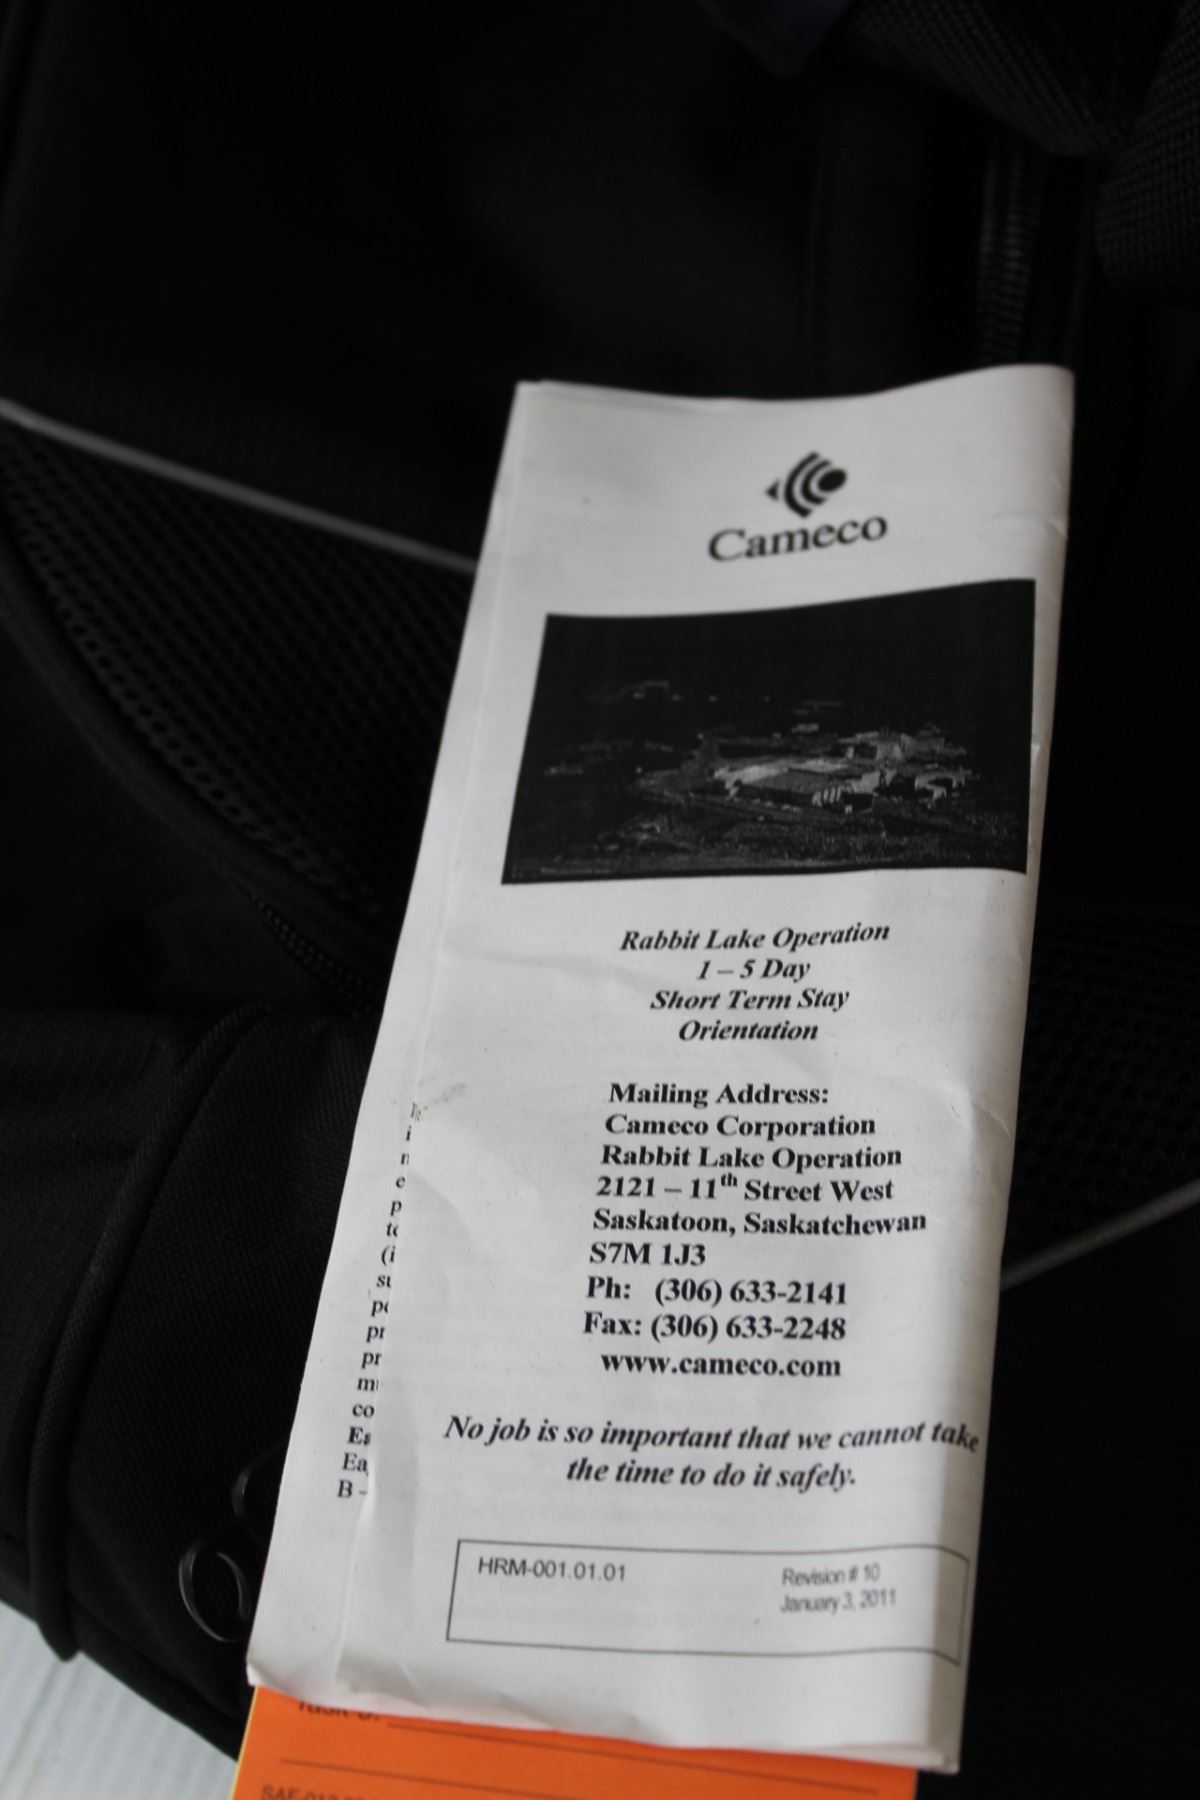 Cameco
Rabbit Lake Operation
1 – 5 Day
Short Term Stay
Orientation
Mailing Address:
Cameco Corporation
Rabbit Lake Operation
2121 – 11th Street West
Saskatoon, Saskatchewan
S7M 1J3
Ph: (306) 633-2141
Fax: (306) 633-2248
www.cameco.com
No job is so important that we cannot take
the time to do it safely.
HRM-001.01.01
Revision # 10
January 3, 2011